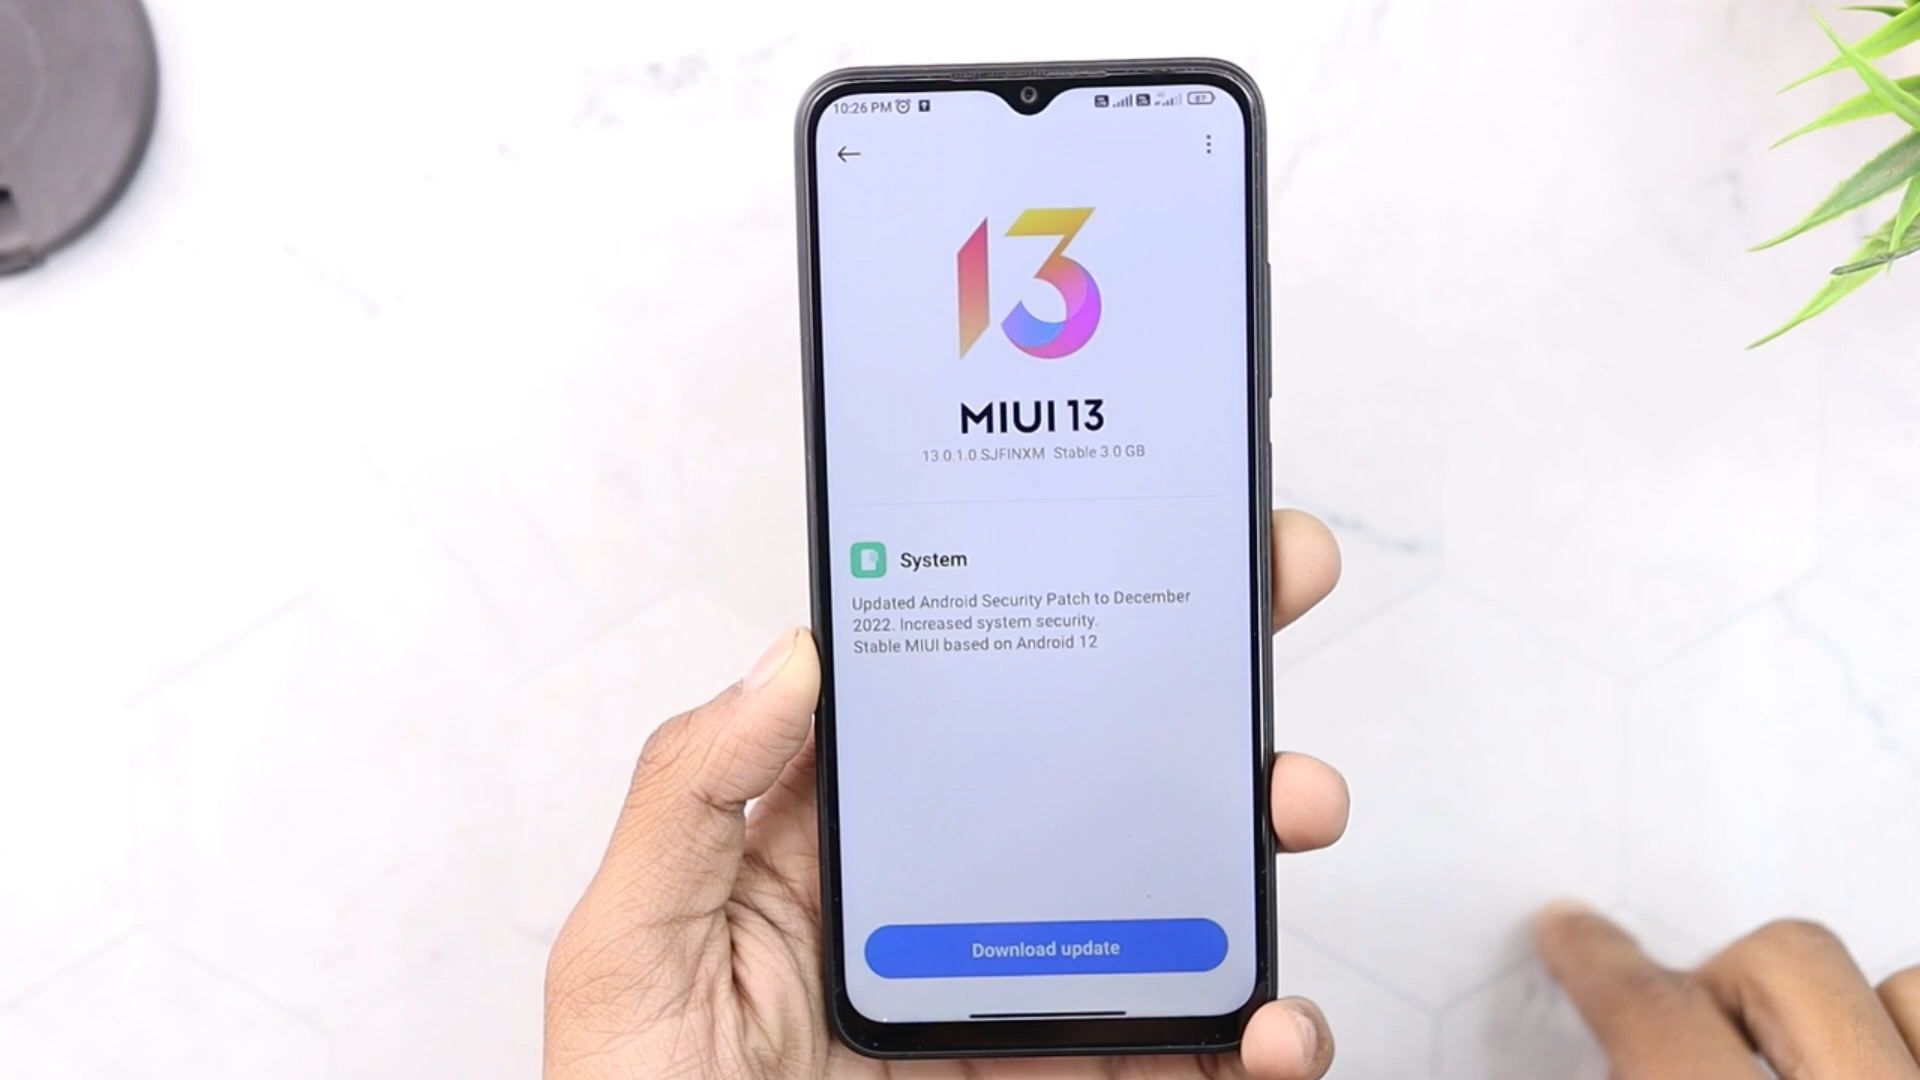 10:26 PM
87
13
MIUI 13
13.0.1.0.SJFINXM Stable 3.0 GB
System
Updated Android Security Patch to December
2022. Increased system security.
Stable MIUI based on Android 12
Download update